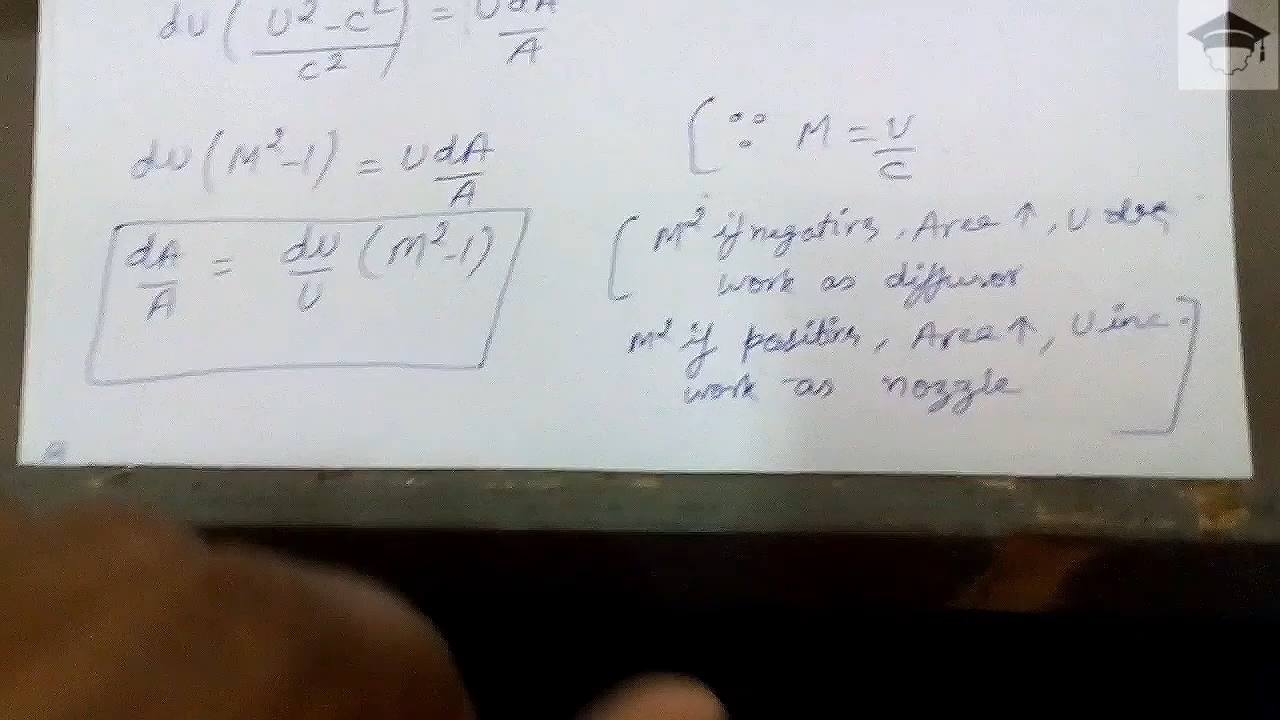 du ( U² - C² / C² ) = U dA / A
du (M² - 1) = U dA / A
[ ∵ M = U / C
dA / A = du / U (M² - 1)
[ M² if negative, Area ↑, U dec
work as diffusor
M² if positive, Area ↑, U inc. ]
work as nozzle